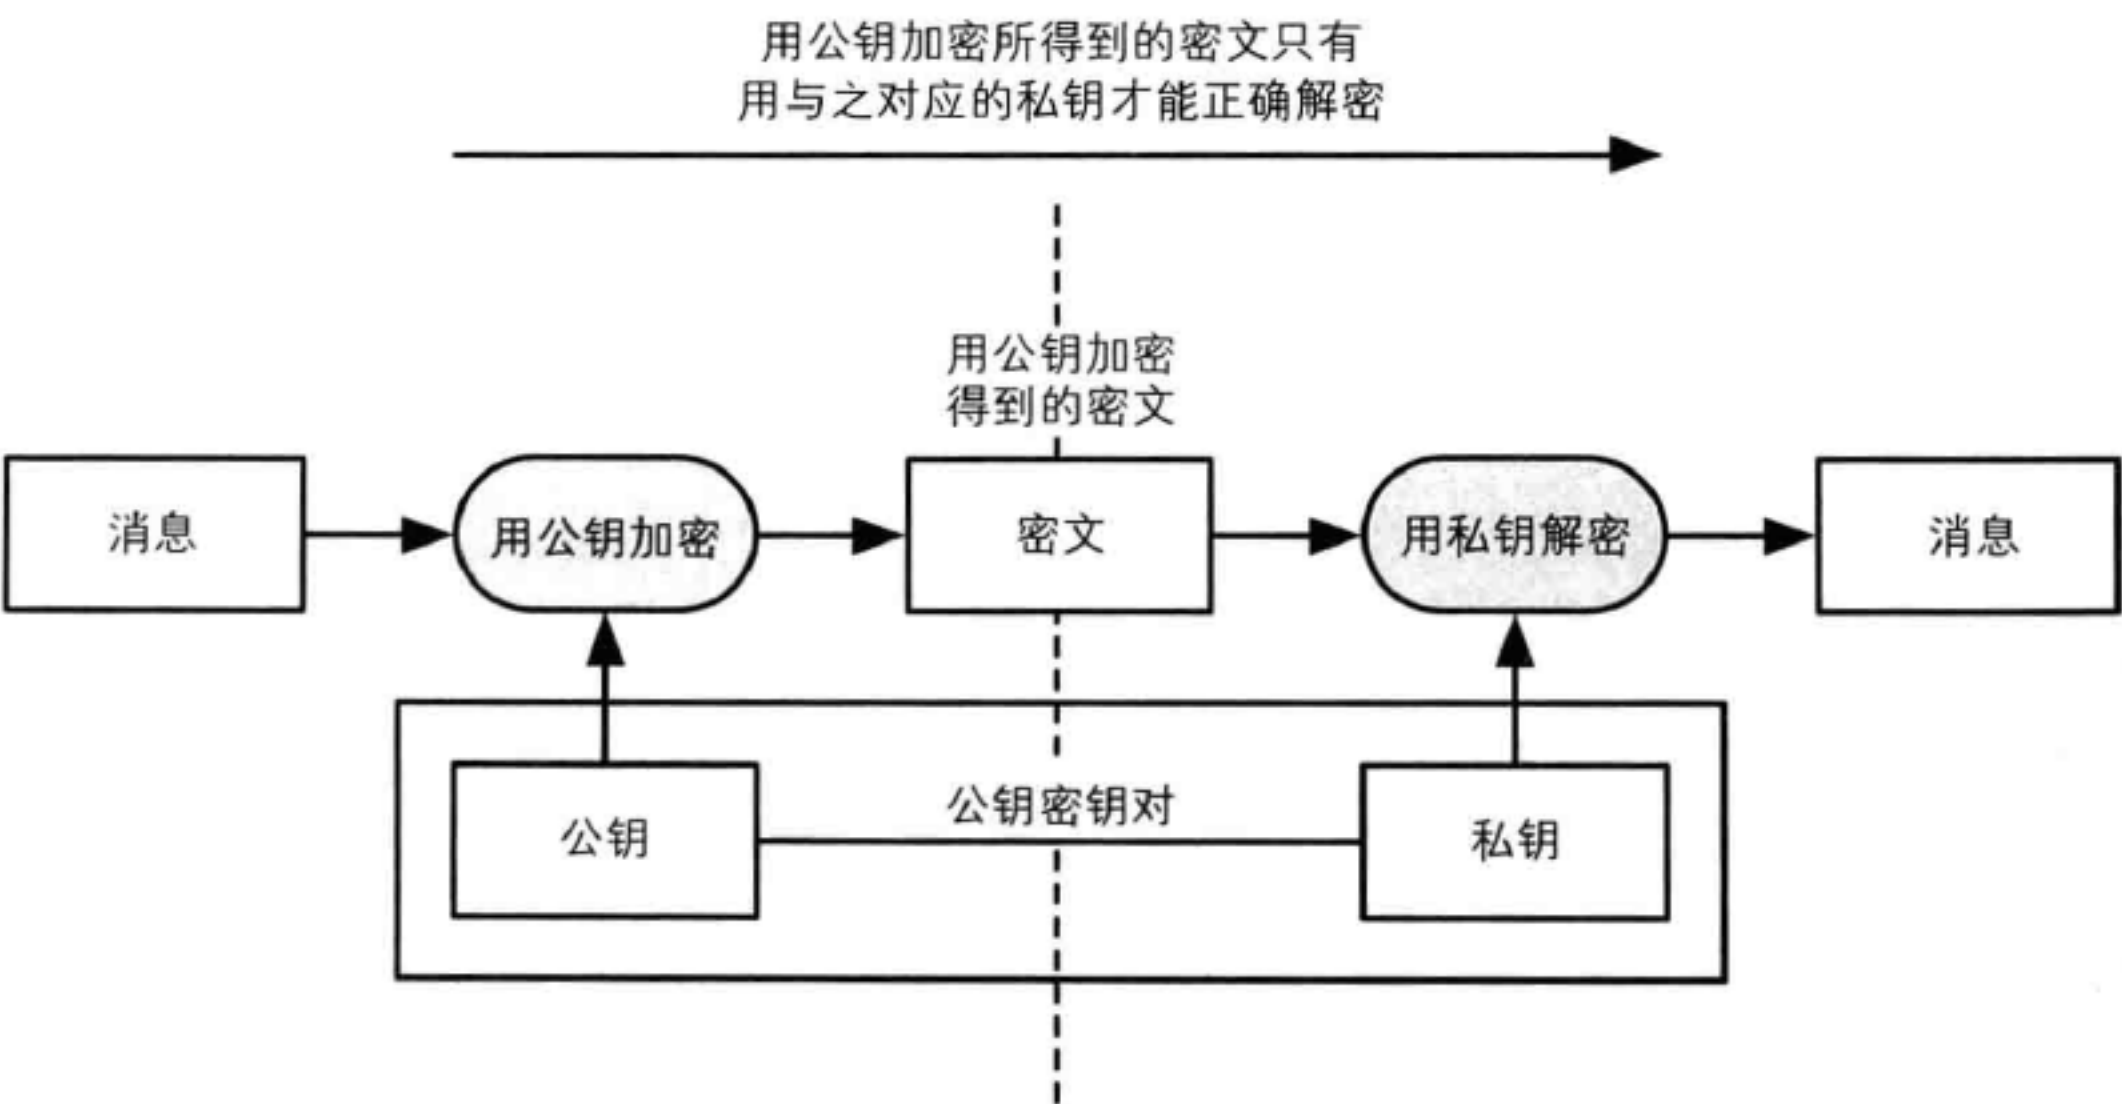 用公钥加密所得到的密文只有
用与之对应的私钥才能正确解密
用公钥加密
得到的密文
消息
用公钥加密
密文
用私钥解密
消息
公钥
公钥密钥对
私钥